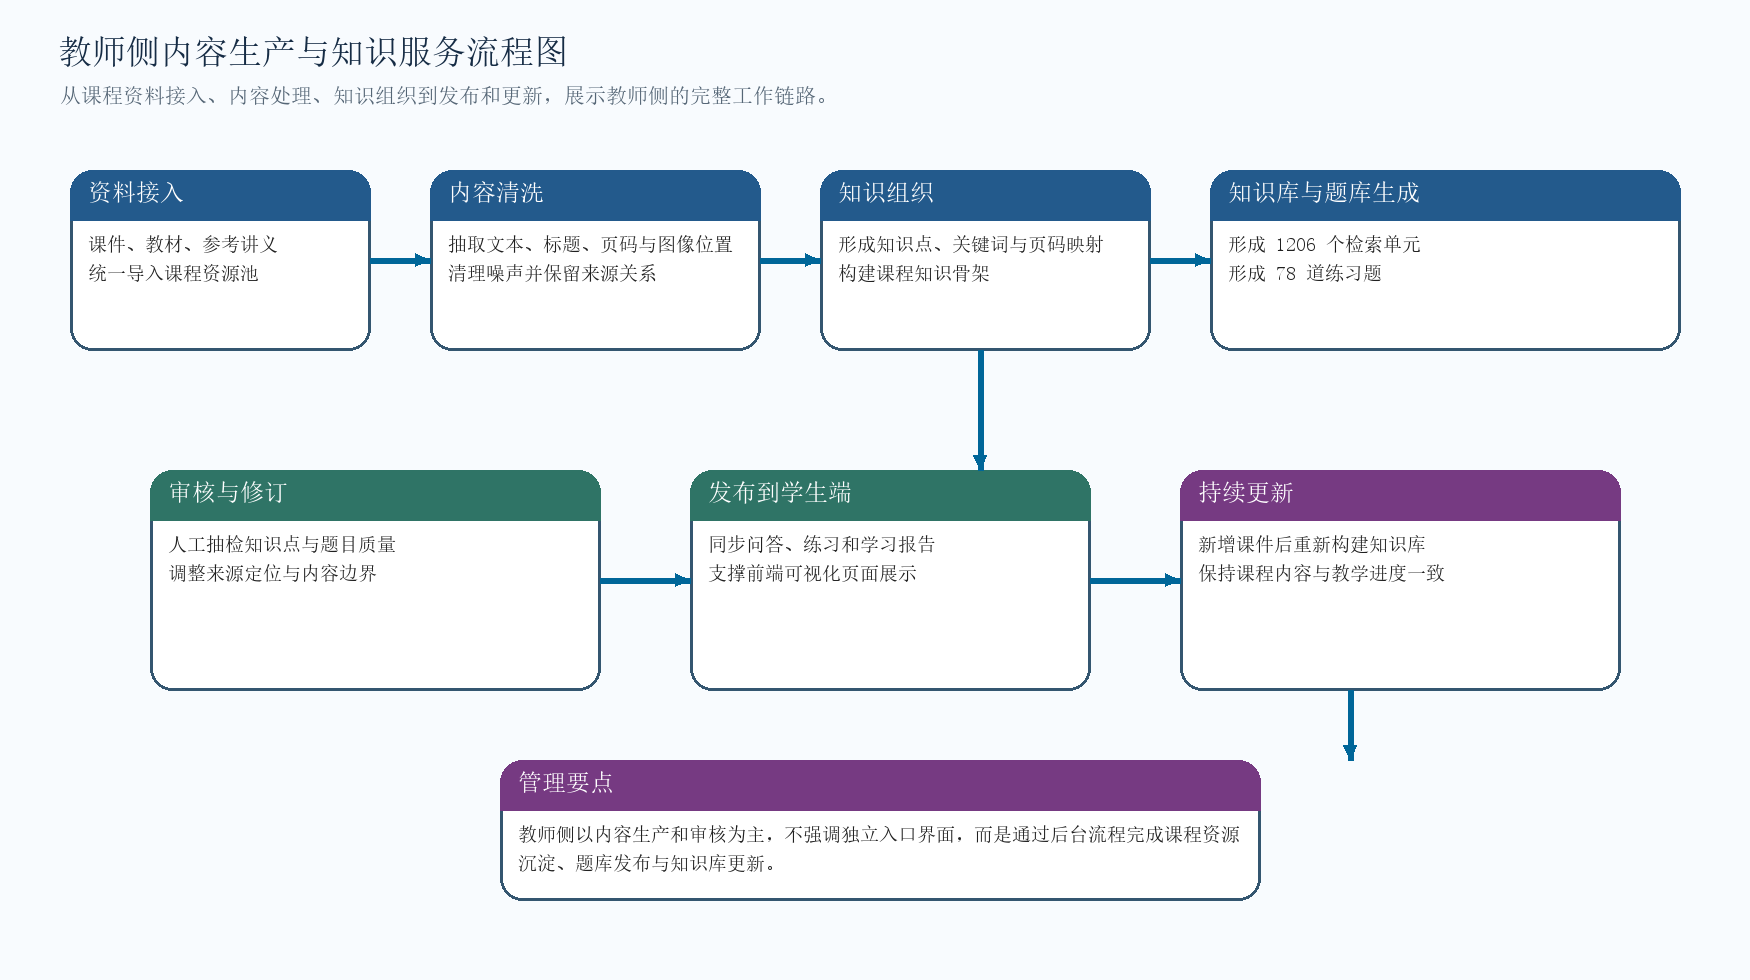 教师侧内容生产与知识服务流程图
从课程资料接入、内容处理、知识组织到发布和更新，展示教师侧的完整工作链路。
资料接入
课件、教材、参考讲义
统一导入课程资源池
内容清洗
抽取文本、标题、页码与图像位置
清理噪声并保留来源关系
知识组织
形成知识点、关键词与页码映射
构建课程知识骨架
知识库与题库生成
形成 1206 个检索单元
形成 78 道练习题
审核与修订
人工抽检知识点与题目质量
调整来源定位与内容边界
发布到学生端
同步问答、练习和学习报告
支撑前端可视化页面展示
持续更新
新增课件后重新构建知识库
保持课程内容与教学进度一致
管理要点
教师侧以内容生产和审核为主，不强调独立入口界面，而是通过后台流程完成课程资源
沉淀、题库发布与知识库更新。